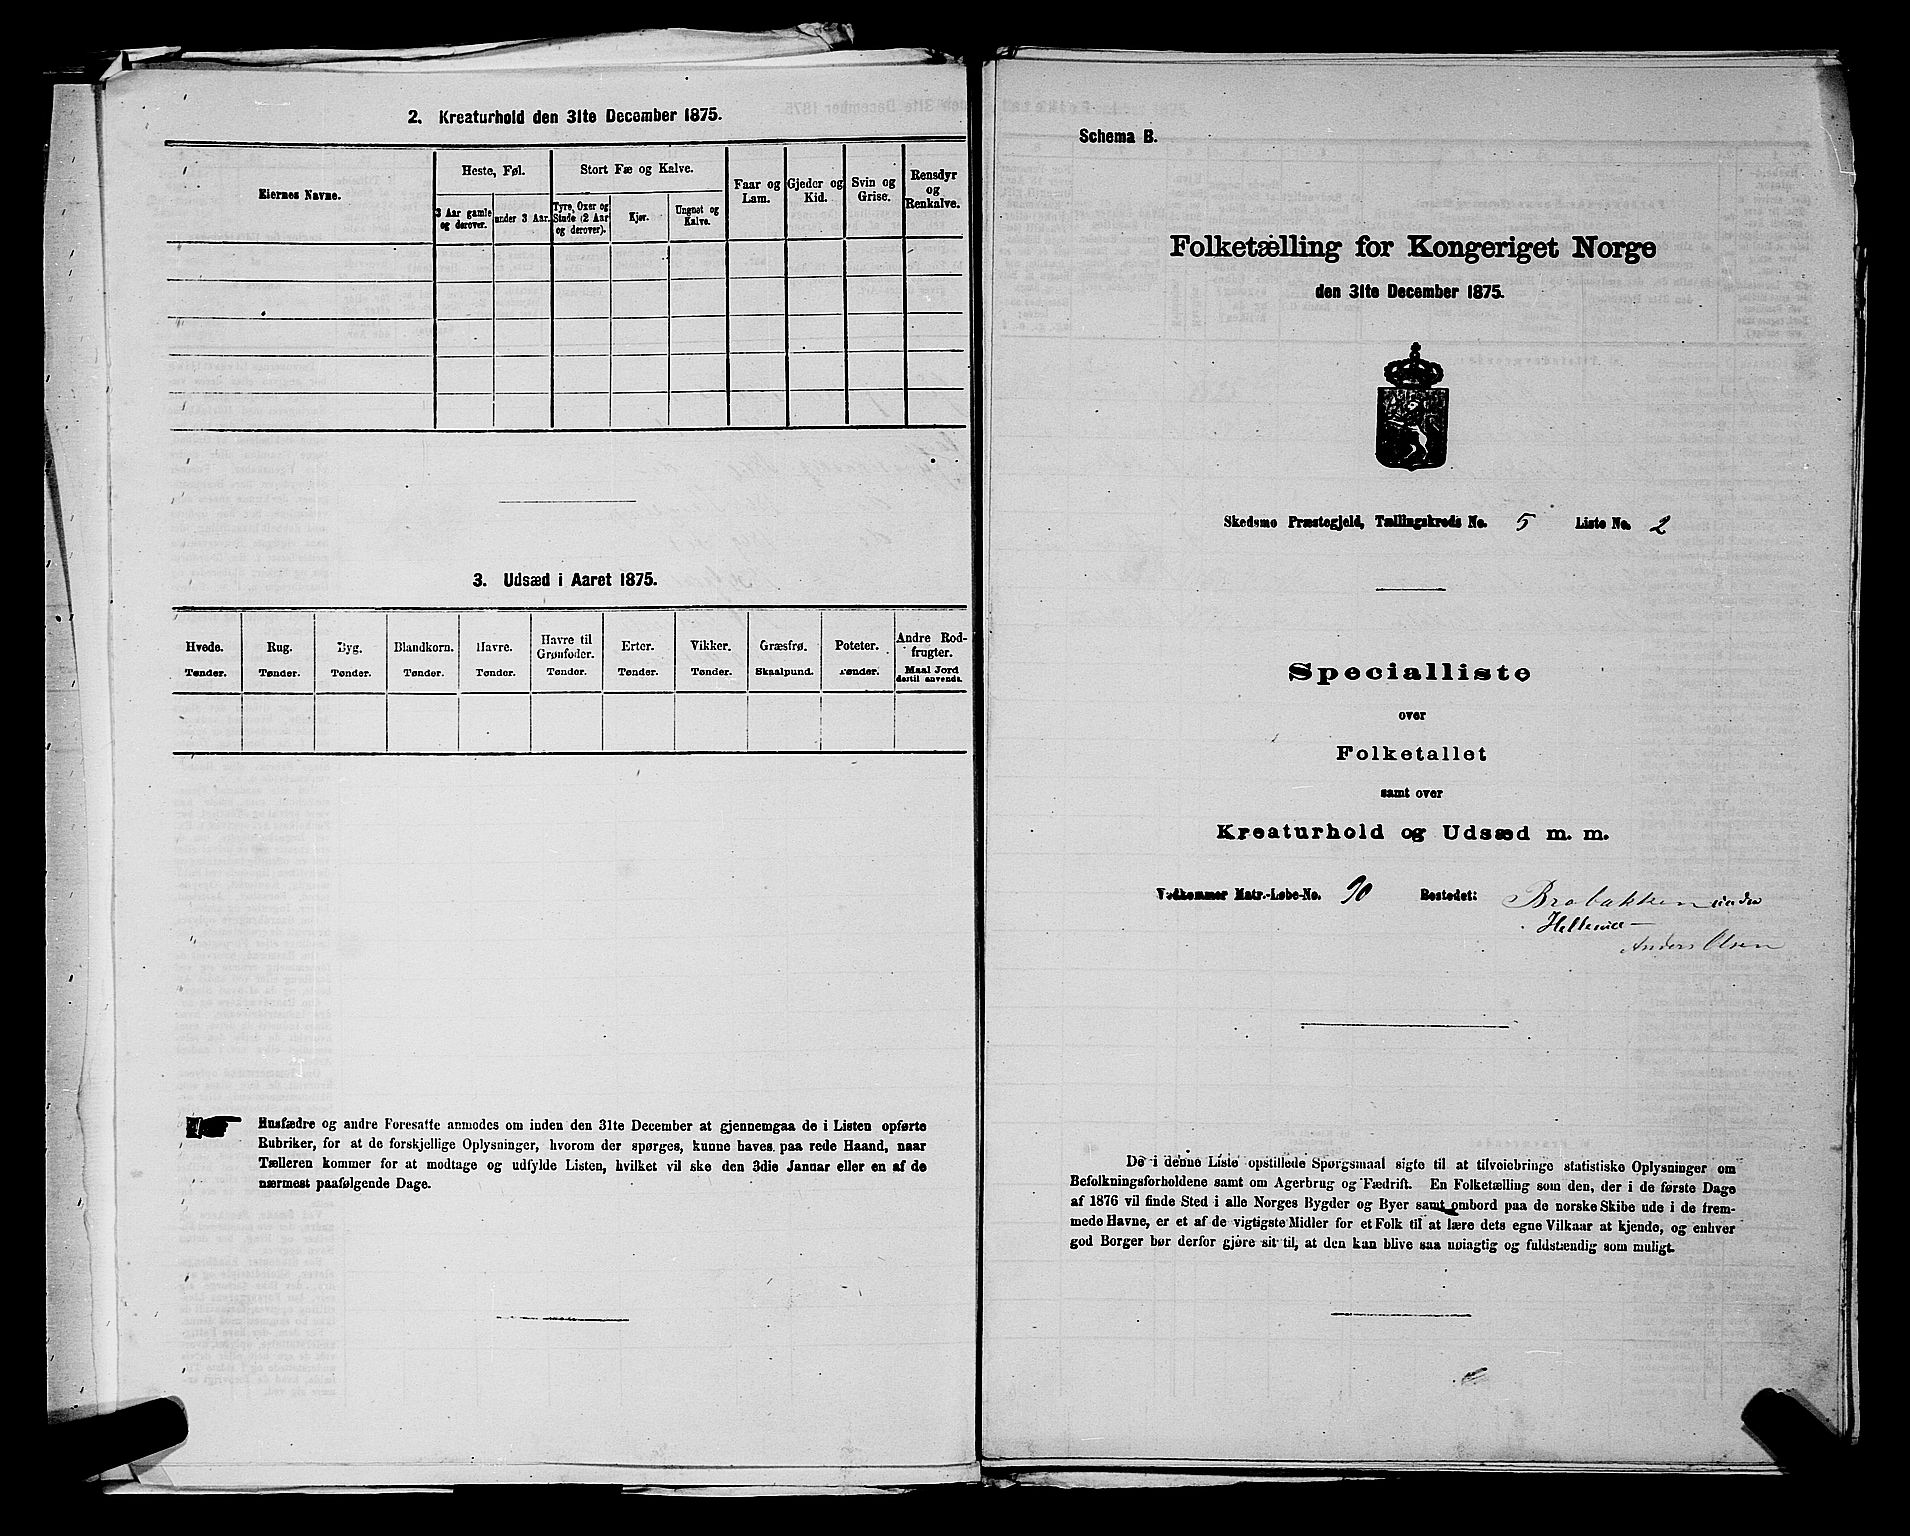 2. Kreaturhold den 31te December 1875.
Eiernes Navne.
Heste, Føl.
Stort Fæ og Kalve.
3 Aar gamle og derover.
under 3 Aar.
Tyre, Oxer og Stude (2 Aar og derover).
Kjør.
Ungnøt og Kalve.
Faar og Lam.
Gjeder og Kid.
Svin og Grise.
Rensdyr og Renkalve.
3. Udsæd i Aaret 1875.
Hvede. Rug. Byg. Blandkorn. Havre. Havre til Grønfoder. Erter. Vikker. Græsfrø. Poteter. Andre Rodfrugter.
Tønder. Tønder. Tønder. Tønder. Tønder. Tønder. Tønder. Tønder. Skaalpund. Tønder. Maal Jord dertil anvendt.
Husfædre og andre Foresatte anmodes om inden den 31te December at gjennemgaa de i Listen opførte
Rubriker, for at de forskjellige Oplysninger, hvorom der spørges, kunne haves paa rede Haand, naar
Tælleren kommer for at modtage og udfylde Listen, hvilket vil ske den 3die Januar eller en af de
nærmest paafølgende Dage.
Schema B.
Folketælling for Kongeriget Norge
den 31te December 1875.
Skedsmo Præstegjeld, Tællingskreds No. 5 Liste No. 2
Specialliste
over
Folketallet
samt over
Kreaturhold og Udsæd m. m.
Vedkommer Matr.-Løbe-No. 90 Bostedet: Brobakken
Anders Olsen
De i denne Liste opstillede Spørgsmaal sigte til at tilveiebringe statistiske Oplysninger om
Befolkningsforholdene samt om Agerbrug og Fædrift. En Folketælling som den, der i de første Dage
af 1876 vil finde Sted i alle Norges Bygder og Byer samt ombord paa de norske Skibe ude i de frem-
mede Havne, er et af de vigtigste Midler for et Folk til at lære dets egne Vilkaar at kjende, og enhver
god Borger bør derfor gjøre sit til, at den kan blive saa nøiagtig og fuldstændig som muligt.